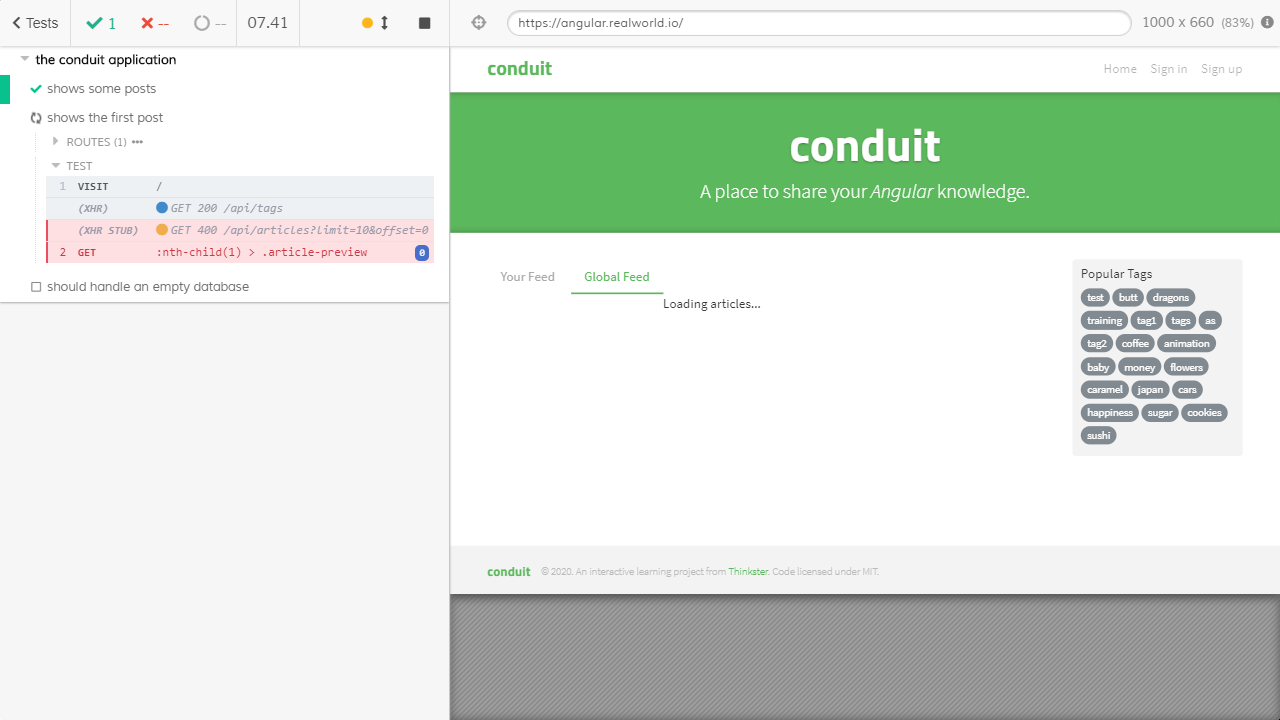 Tests 1 -- -- 07.41
https://angular.realworld.io/ 1000 x 660 (83%)
the conduit application
shows some posts
shows the first post
ROUTES (1)
TEST
1 VISIT /
(XHR) GET 200 /api/tags
(XHR STUB) GET 400 /api/articles?limit=10&offset=0
2 GET :nth-child(1) > .article-preview 0
should handle an empty database
conduit Home Sign in Sign up
conduit
A place to share your Angular knowledge.
Your Feed Global Feed
Loading articles...
Popular Tags
test butt dragons
training tag1 tags as
tag2 coffee animation
baby money flowers
caramel japan cars
happiness sugar cookies
sushi
conduit © 2020. An interactive learning project from Thinkster. Code licensed under MIT.